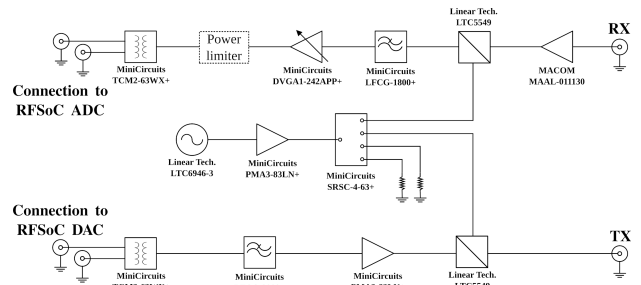 Linear Tech.
LTC5549
RX
Power
limiter
MiniCircuits
TCM2-63WX+
MiniCircuits
DVGA1-242APP+
MiniCircuits
LFCG-1800+
MACOM
MAAL-011130
Connection to
RFSoC ADC
Linear Tech.
LTC6946-3
MiniCircuits
PMA3-83LN+
MiniCircuits
SRSC-4-63+
Connection to
RFSoC DAC
TX
MiniCircuits
MiniCircuits
MiniCircuits
Linear Tech.